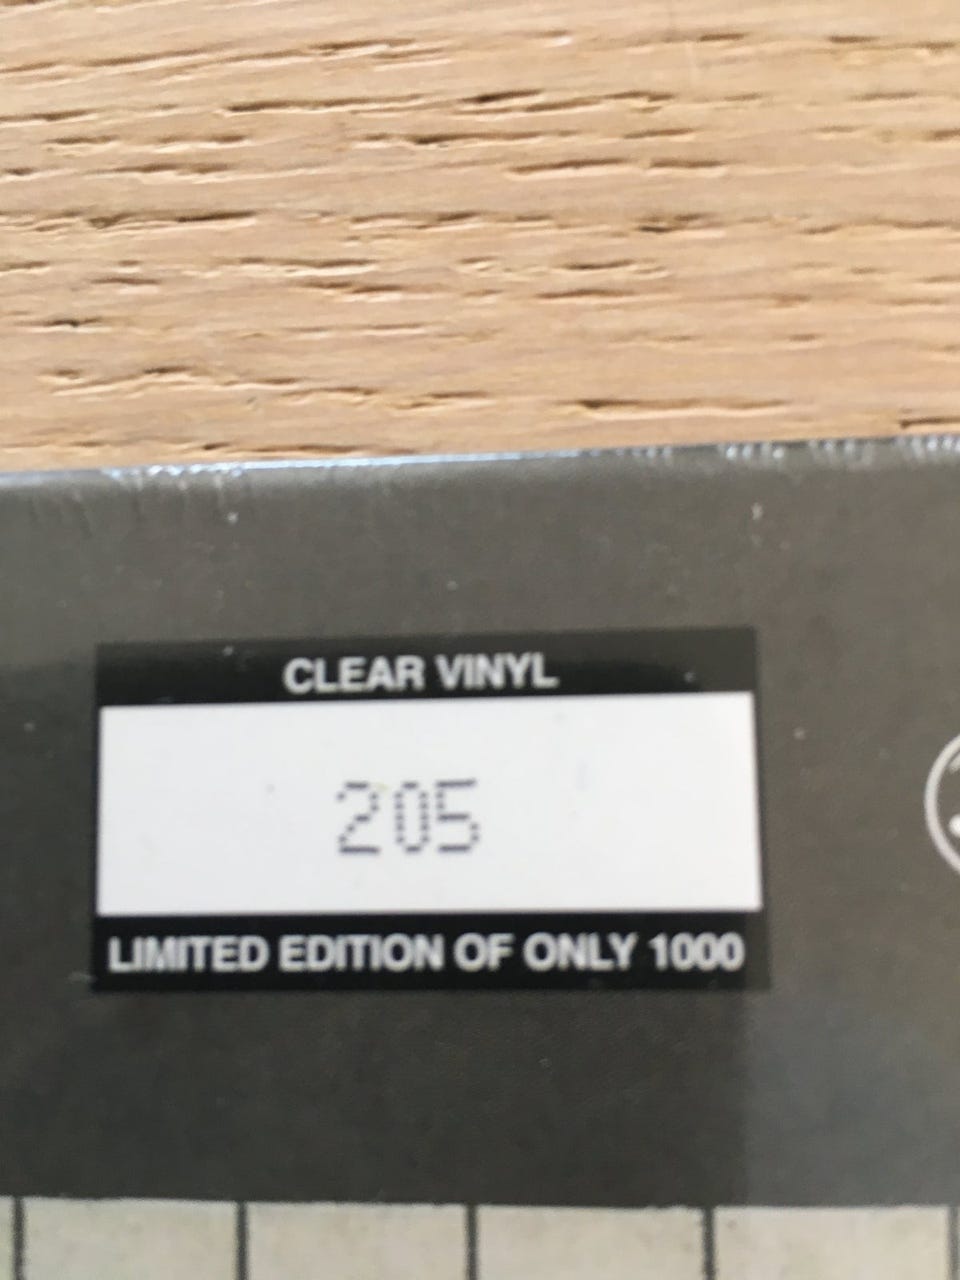 CLEAR VINYL
205
LIMITED EDITION OF ONLY 1000